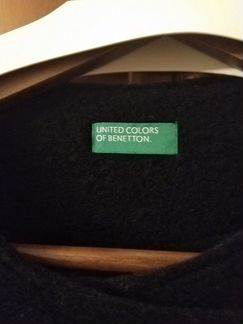 UNITED COLORS
OF BENETTON.